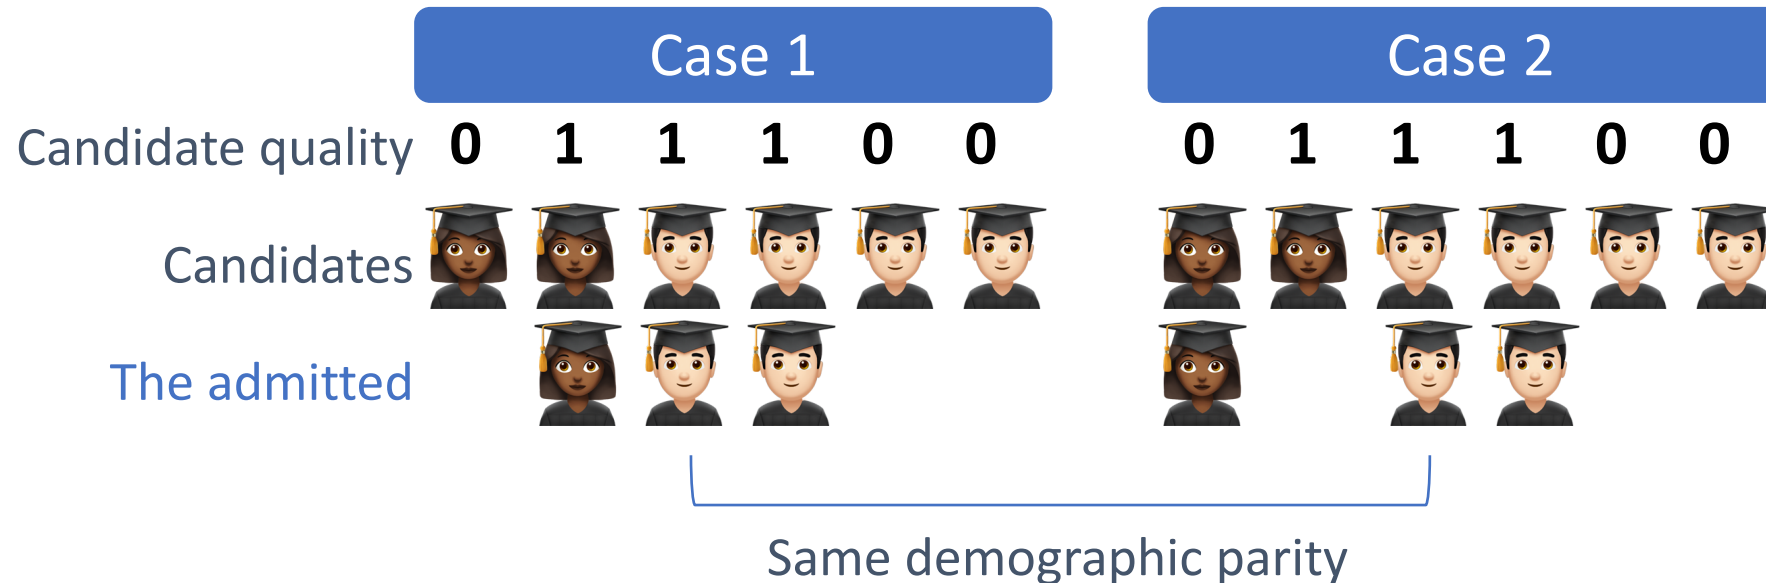 Case 1 Case 2
Candidate quality 0 1 1 1 0 0 0 1 1 1 0 0
Candidates
The admitted
Same demographic parity